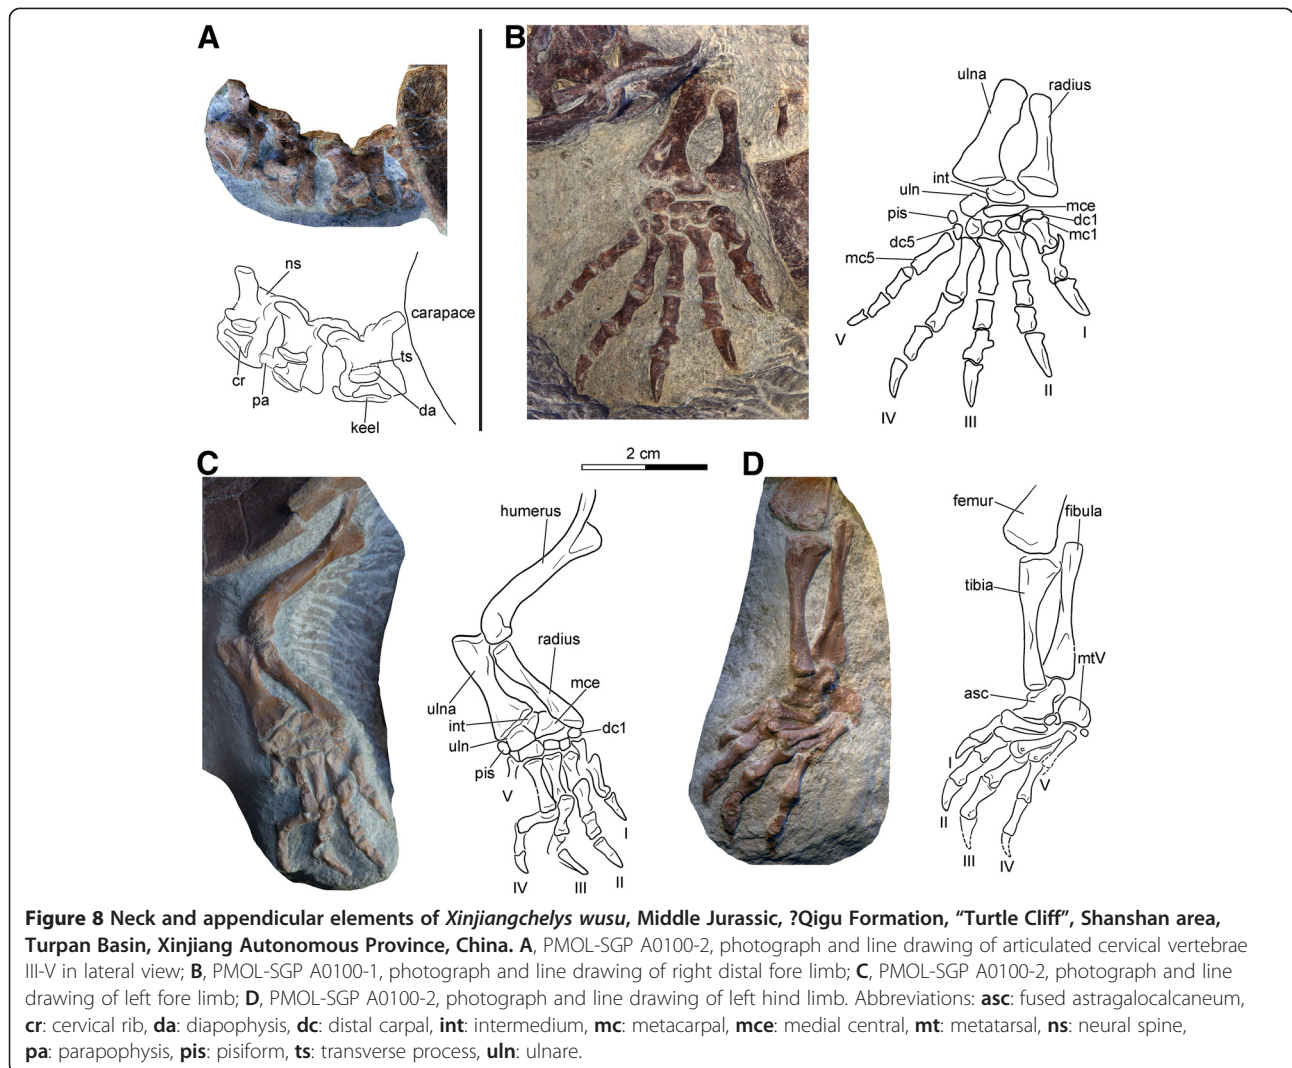 A
ns
carapace
cr
pa
ts
da
keel
B
ulna
radius
int
uln
mce
pis
dc1
dc5
mc1
mc5
I
V
II
IV
III
2 cm
C
humerus
radius
mce
ulna
int
dc1
uln
pis
V
I
IV
III
II
D
femur
fibula
tibia
mtV
asc
I
V
II
III
IV
Figure 8 Neck and appendicular elements of Xinjiangchelys wusu, Middle Jurassic, ?Qigu Formation, “Turtle Cliff”, Shanshan area,
Turpan Basin, Xinjiang Autonomous Province, China. A, PMOL-SGP A0100-2, photograph and line drawing of articulated cervical vertebrae
III-V in lateral view; B, PMOL-SGP A0100-1, photograph and line drawing of right distal fore limb; C, PMOL-SGP A0100-2, photograph and line
drawing of left fore limb; D, PMOL-SGP A0100-2, photograph and line drawing of left hind limb. Abbreviations: asc: fused astragalocalcaneum,
cr: cervical rib, da: diapophysis, dc: distal carpal, int: intermedium, mc: metacarpal, mce: medial central, mt: metatarsal, ns: neural spine,
pa: parapophysis, pis: pisiform, ts: transverse process, uln: ulnare.